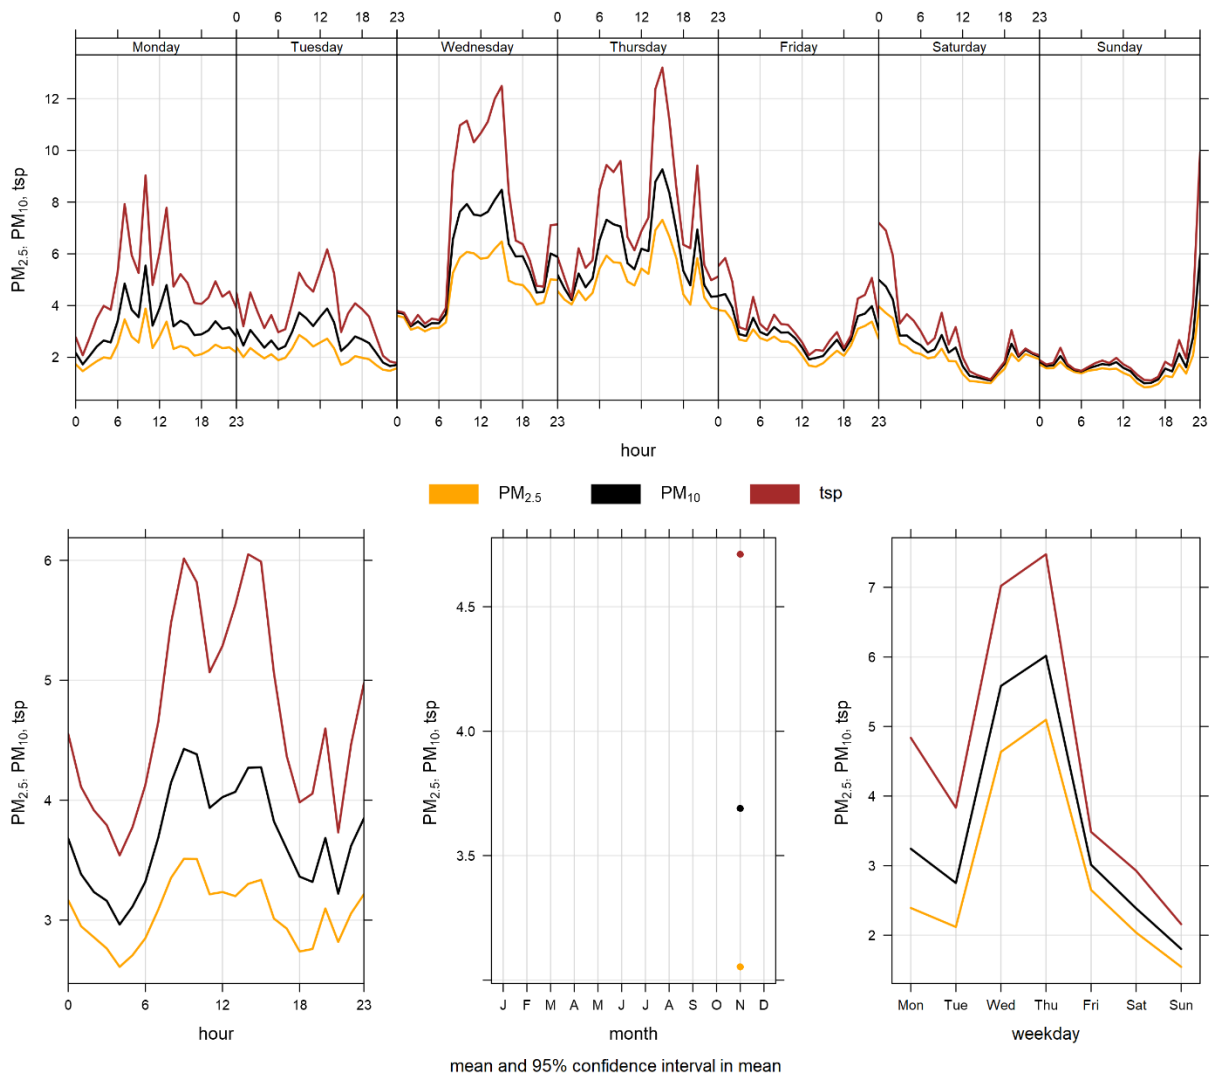 0 6 12 18 23 0 6 12 18 23 0 6 12 18 23
Monday Tuesday Wednesday Thursday Friday Saturday Sunday
12
10
8
6
4
2
PM2.5, PM10, tsp
0 6 12 18 23 0 6 12 18 23 0 6 12 18 23 0 6 12 18 23
hour
PM2.5 PM10 tsp
6
5
4
3
PM2.5, PM10, tsp
0 6 12 18 23
hour
4.5
4.0
3.5
PM2.5, PM10, tsp
J F M A M J J A S O N D
month
7
6
5
4
3
2
PM2.5, PM10, tsp
Mon Tue Wed Thu Fri Sat Sun
weekday
mean and 95% confidence interval in mean